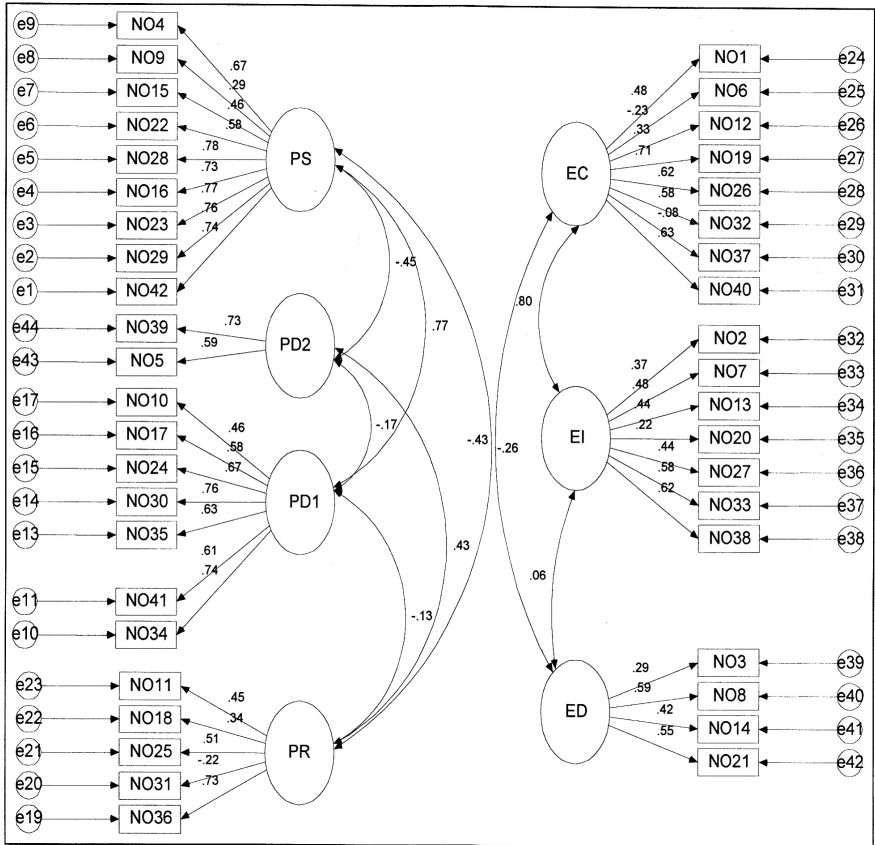 e9 NO4
e8 NO9
e7 NO15
e6 NO22
e5 NO28
e4 NO16
e3 NO23
e2 NO29
e1 NO42
.67
.29
.46
.58
.78
.73
.77
.76
.74
PS
e44 NO39 .73
e43 NO5 .59
PD2
e17 NO10
e16 NO17
e15 NO24
e14 NO30
e13 NO35
e11 NO41
e10 NO34
.46
.58
.67
.76
.63
.61
.74
PD1
e23 NO11
e22 NO18
e21 NO25
e20 NO31
e19 NO36
.45
.34
.51
-.22
.73
PR
-.45
.77
-.17
-.43
.43
-.13
EC
.48
-.23
.33
.71
.62
.58
-.08
.63
NO1 e24
NO6 e25
NO12 e26
NO19 e27
NO26 e28
NO32 e29
NO37 e30
NO40 e31
.80
-.26
.06
EI
.37
.48
.44
.22
.44
.58
.62
NO2 e32
NO7 e33
NO13 e34
NO20 e35
NO27 e36
NO33 e37
NO38 e38
ED
.29
.59
.42
.55
NO3 e39
NO8 e40
NO14 e41
NO21 e42